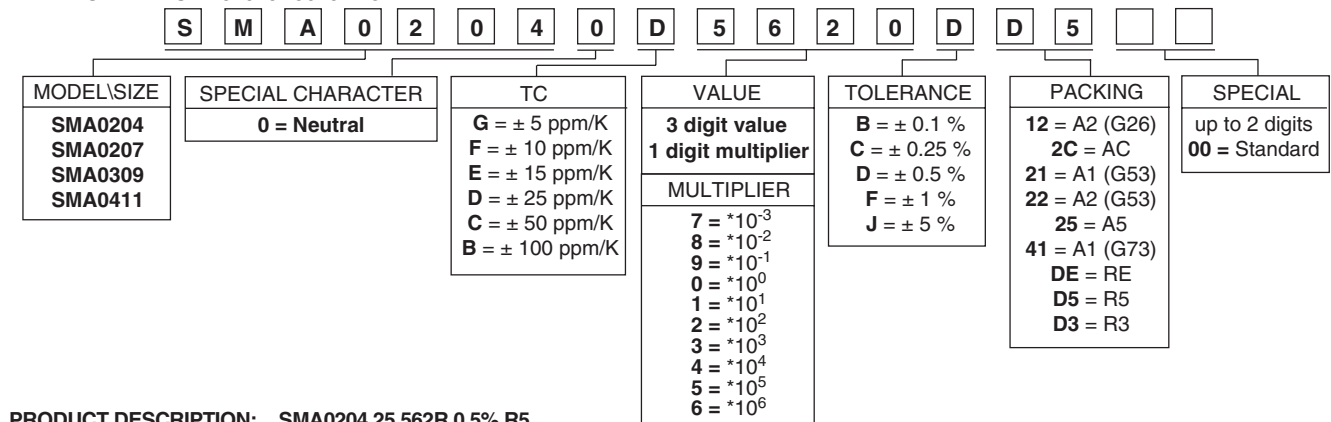 S M A 0 2 0 4 0 D 5 6 2 0 D D 5
MODEL\SIZE
SMA0204
SMA0207
SMA0309
SMA0411
SPECIAL CHARACTER
0 = Neutral
TC
G = ± 5 ppm/K
F = ± 10 ppm/K
E = ± 15 ppm/K
D = ± 25 ppm/K
C = ± 50 ppm/K
B = ± 100 ppm/K
VALUE
3 digit value
1 digit multiplier
MULTIPLIER
7 = *10-3
8 = *10-2
9 = *10-1
0 = *100
1 = *101
2 = *102
3 = *103
4 = *104
5 = *105
6 = *106
TOLERANCE
B = ± 0.1 %
C = ± 0.25 %
D = ± 0.5 %
F = ± 1 %
J = ± 5 %
PACKING
12 = A2 (G26)
2C = AC
21 = A1 (G53)
22 = A2 (G53)
25 = A5
41 = A1 (G73)
DE = RE
D5 = R5
D3 = R3
SPECIAL
up to 2 digits
00 = Standard
PRODUCT DESCRIPTION: SMA0204 25 562R 0.5% R5